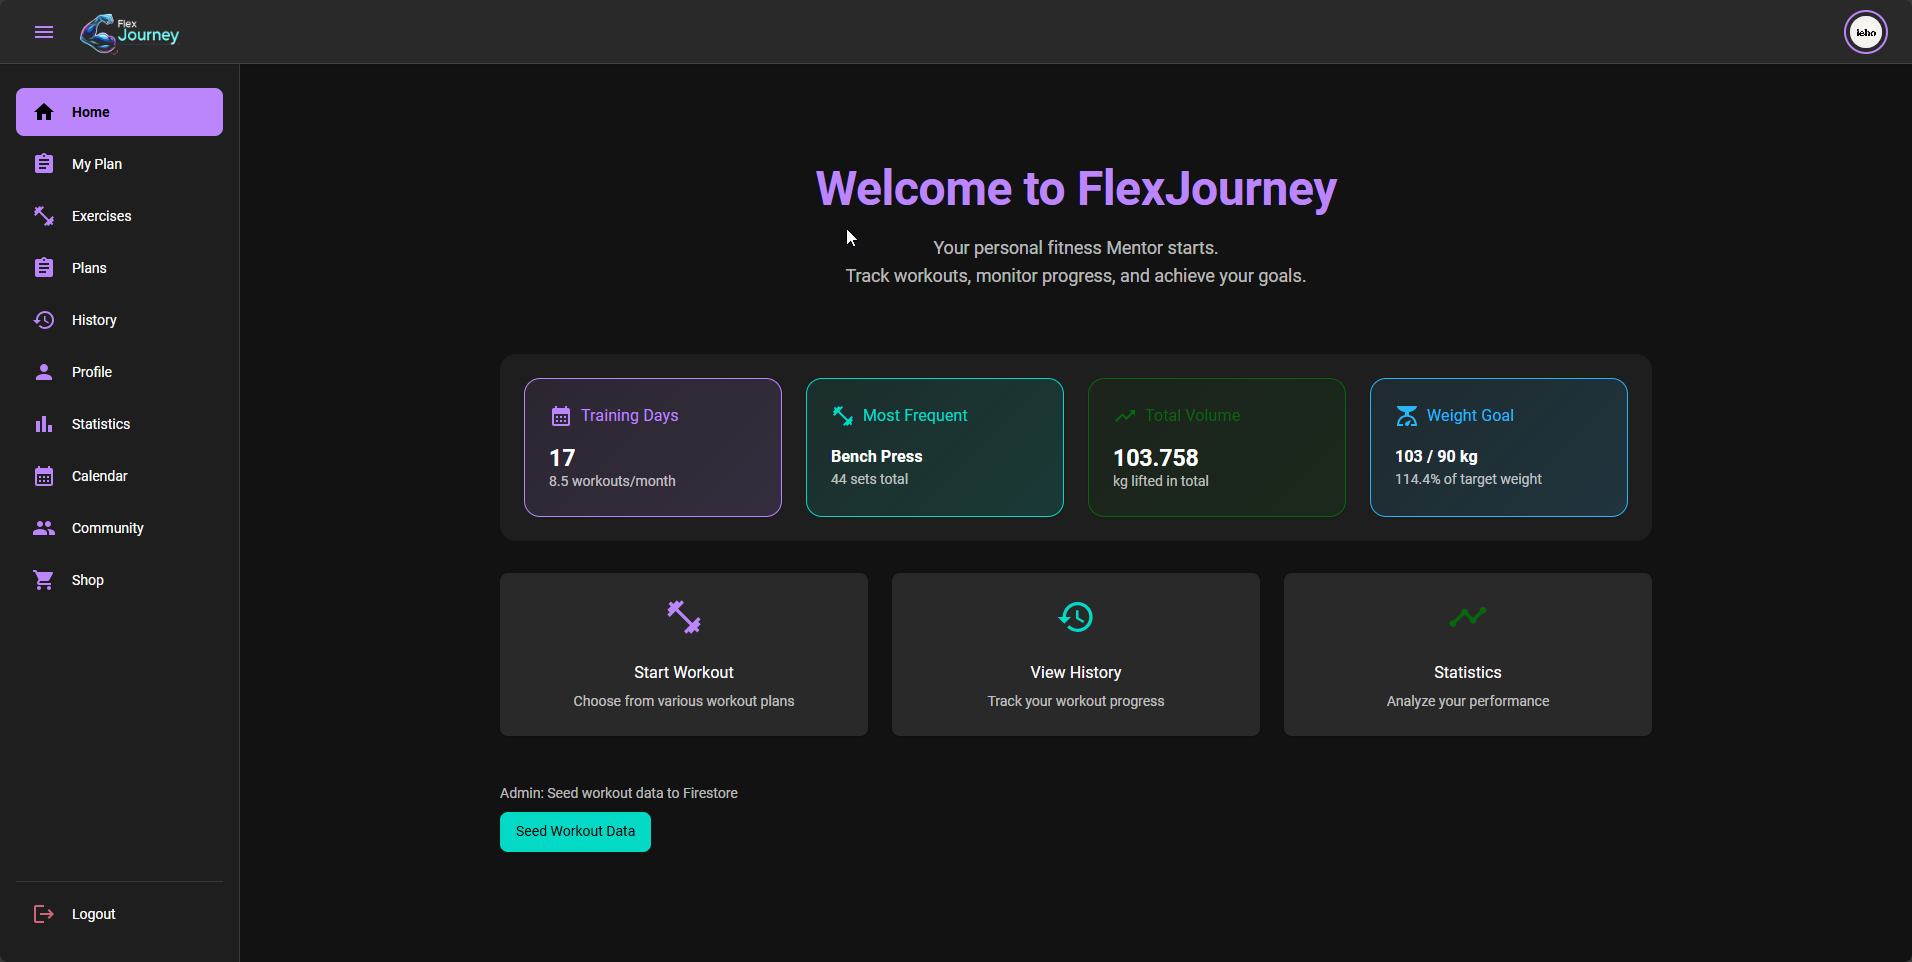 Flex
Journey
ieho
Home
My Plan
Exercises
Plans
History
Profile
Statistics
Calendar
Community
Shop
Logout
Welcome to FlexJourney
Your personal fitness Mentor starts.
Track workouts, monitor progress, and achieve your goals.
Training Days
17
8.5 workouts/month
Most Frequent
Bench Press
44 sets total
Total Volume
103.758
kg lifted in total
Weight Goal
103 / 90 kg
114.4% of target weight
Start Workout
Choose from various workout plans
View History
Track your workout progress
Statistics
Analyze your performance
Admin: Seed workout data to Firestore
Seed Workout Data